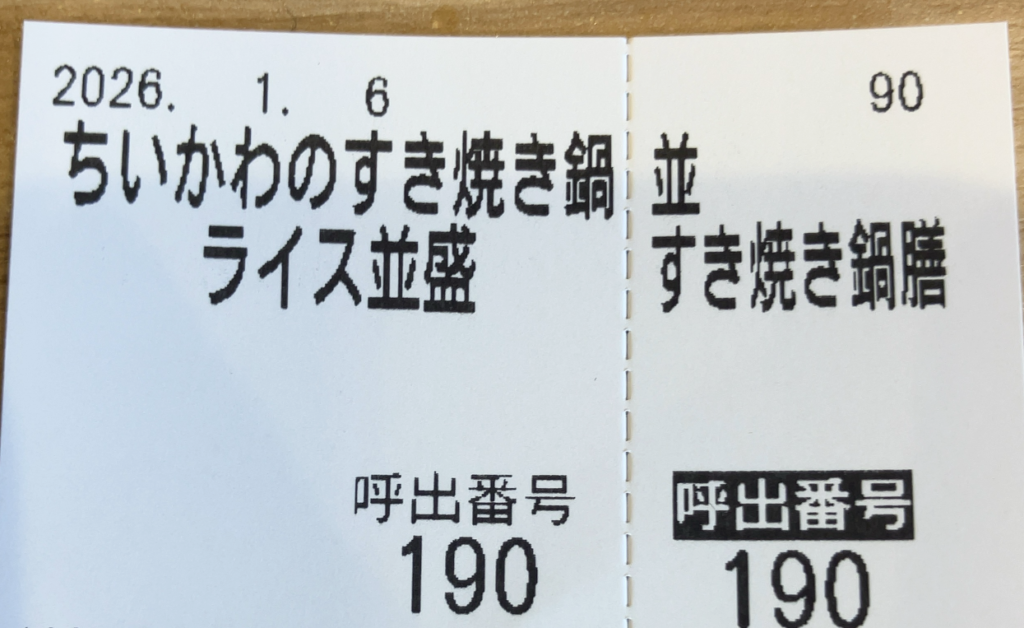 2026. 1. 6
ちいかわのすき焼き鍋
ライス並盛
呼出番号
190
90
並
すき焼き鍋膳
呼出番号
190